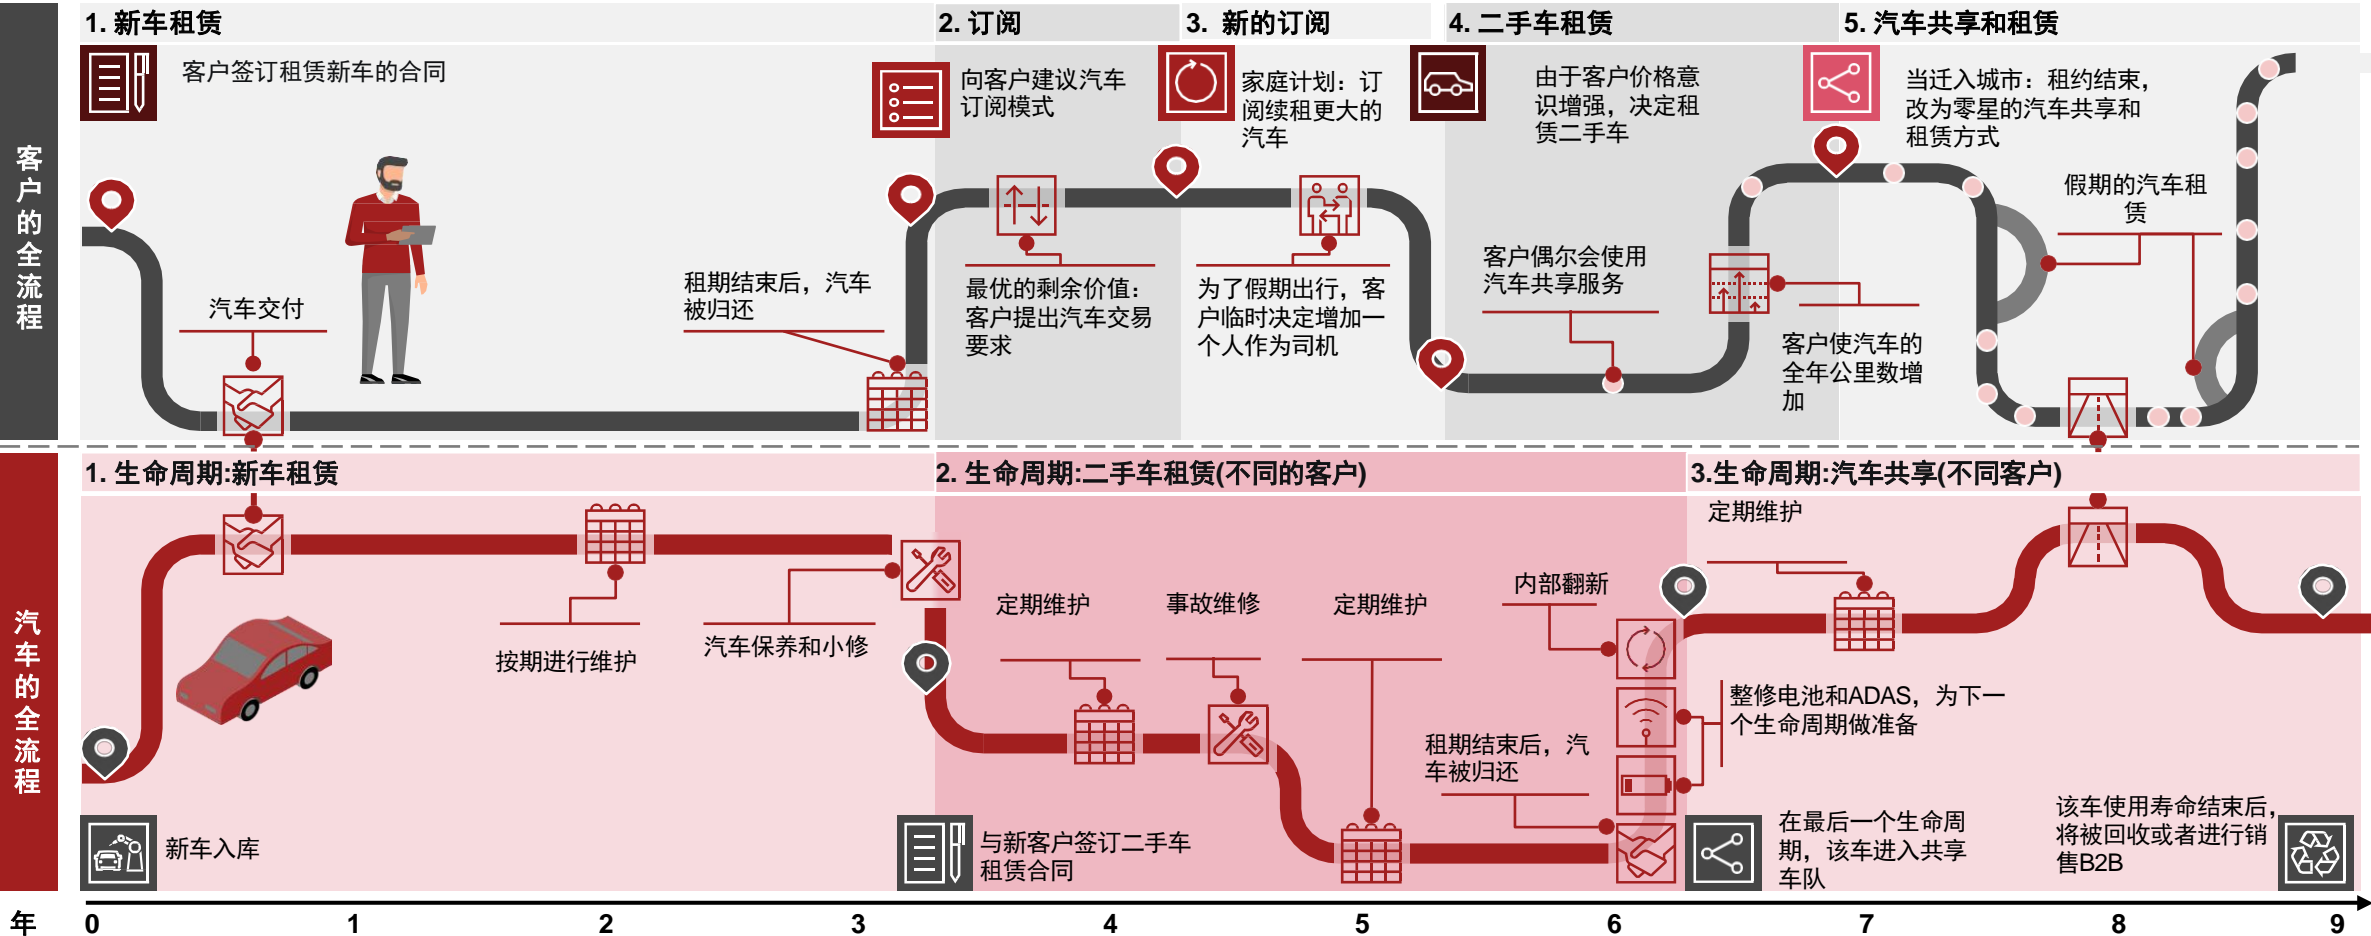 1. 新车租赁
2. 订阅
3. 新的订阅
4. 二手车租赁
5. 汽车共享和租赁
客户的全流程
客户签订租赁新车的合同
汽车交付
租期结束后，汽车
被归还
向客户建议汽车
订阅模式
最优的剩余价值：
客户提出汽车交易
要求
家庭计划：订
阅续租更大的
汽车
为了假期出行，客
户临时决定增加一
个人作为司机
由于客户价格意
识增强，决定租
赁二手车
客户偶尔会使用
汽车共享服务
客户使汽车的
全年公里数增
加
当迁入城市：租约结束，
改为零星的汽车共享和
租赁方式
假期的汽车租
赁
汽车的全流程
1. 生命周期:新车租赁
2. 生命周期:二手车租赁(不同的客户)
3.生命周期:汽车共享(不同客户)
新车入库
按期进行维护
汽车保养和小修
与新客户签订二手车
租赁合同
定期维护
事故维修
定期维护
租期结束后，汽
车被归还
内部翻新
整修电池和ADAS，为下一
个生命周期做准备
定期维护
在最后一个生命周
期，该车进入共享
车队
该车使用寿命结束后，
将被回收或者进行销
售B2B
年 0 1 2 3 4 5 6 7 8 9